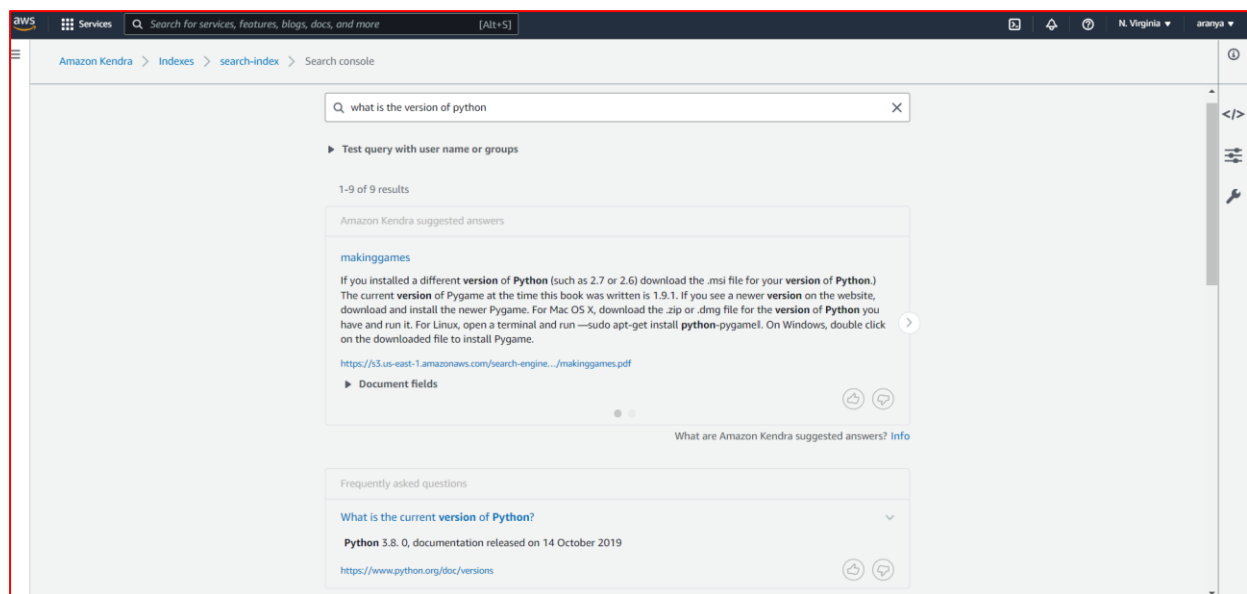 aws
Services
Search for services, features, blogs, docs, and more
[Alt+S]
N. Virginia
aranya
Amazon Kendra > Indexes > search-index > Search console
what is the version of python
Test query with user name or groups
1-9 of 9 results
Amazon Kendra suggested answers
makinggames
If you installed a different version of Python (such as 2.7 or 2.6) download the .msi file for your version of Python.)
The current version of Pygame at the time this book was written is 1.9.1. If you see a newer version on the website,
download and install the newer Pygame. For Mac OS X, download the .zip or .dmg file for the version of Python you
have and run it. For Linux, open a terminal and run ―sudo apt-get install python-pygame‖. On Windows, double click
on the downloaded file to install Pygame.
https://s3.us-east-1.amazonaws.com/search-engine.../makinggames.pdf
Document fields
What are Amazon Kendra suggested answers? Info
Frequently asked questions
What is the current version of Python?
Python 3.8. 0, documentation released on 14 October 2019
https://www.python.org/doc/versions